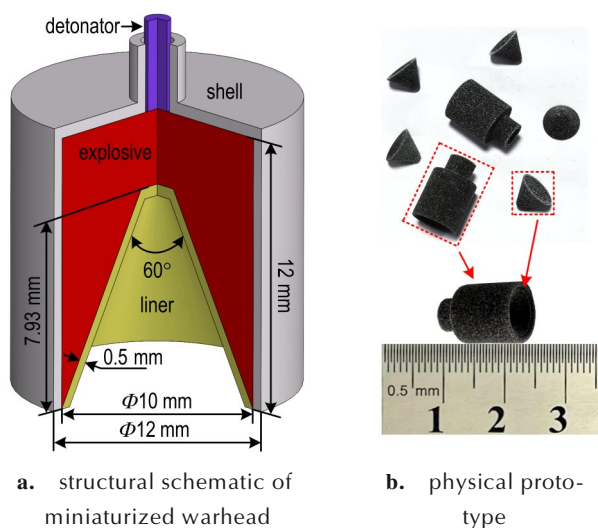 detonator
shell
explosive
60°
liner
7.93 mm
12 mm
0.5 mm
Φ10 mm
Φ12 mm
0.5 mm
1 2 3
a. structural schematic of
miniaturized warhead
b. physical proto-
type